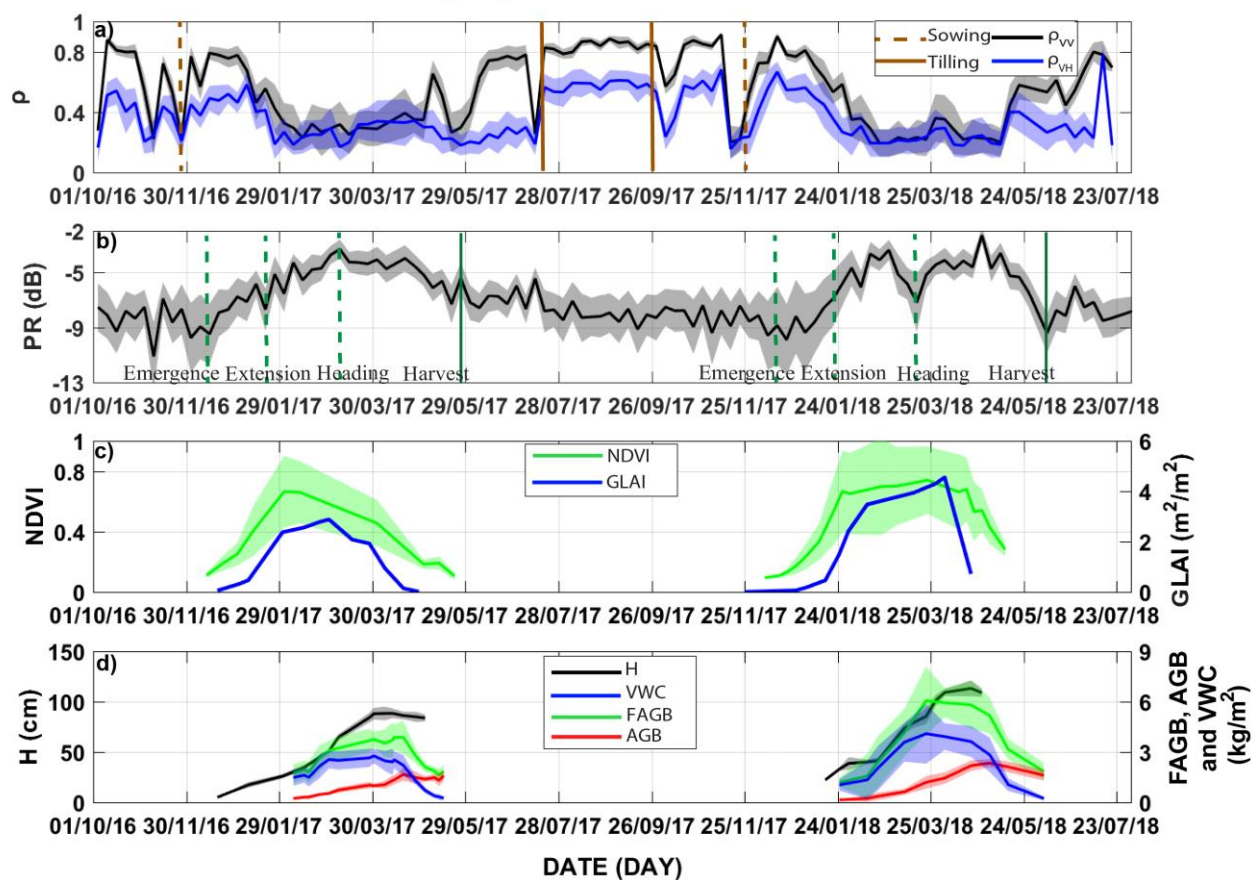 a)
Sowing ρVV
Tilling ρVH
1
0.8
0.4
0
ρ
01/10/16 30/11/16 29/01/17 30/03/17 29/05/17 28/07/17 26/09/17 25/11/17 24/01/18 25/03/18 24/05/18 23/07/18
b)
-2
-5
-9
-13
PR (dB)
Emergence Extension Heading Harvest Emergence Extension Heading Harvest
01/10/16 30/11/16 29/01/17 30/03/17 29/05/17 28/07/17 26/09/17 25/11/17 24/01/18 25/03/18 24/05/18 23/07/18
c)
NDVI
GLAI
1
0.8
0.4
0
NDVI
6
4
2
0
GLAI (m²/m²)
01/10/16 30/11/16 29/01/17 30/03/17 29/05/17 28/07/17 26/09/17 25/11/17 24/01/18 25/03/18 24/05/18 23/07/18
d)
H
VWC
FAGB
AGB
150
100
50
0
H (cm)
9
6
3
0
FAGB, AGB
and VWC
(kg/m²)
01/10/16 30/11/16 29/01/17 30/03/17 29/05/17 28/07/17 26/09/17 25/11/17 24/01/18 25/03/18 24/05/18 23/07/18
DATE (DAY)